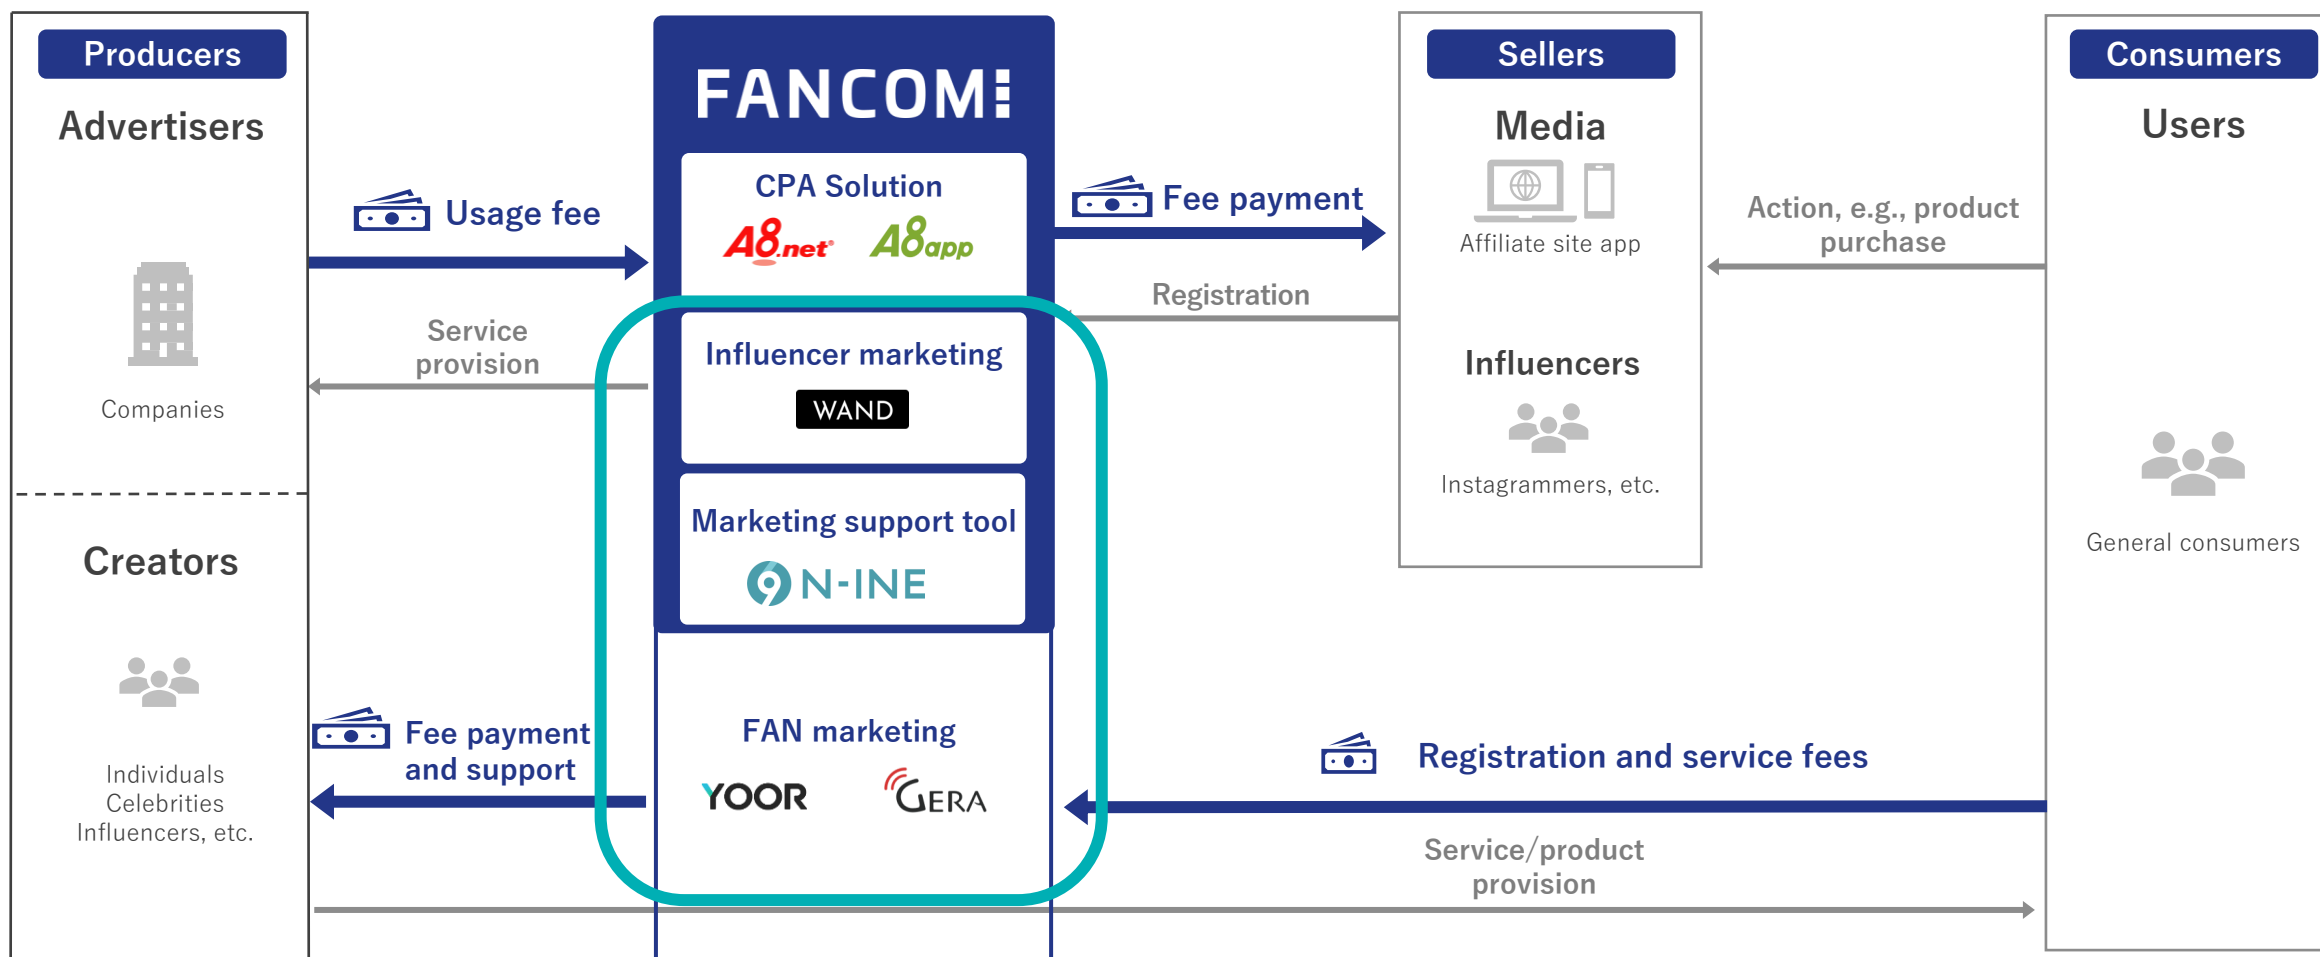 Producers
Advertisers
Companies
Creators
Individuals
Celebrities
Influencers, etc.
Usage fee
Service
provision
Fee payment
and support
FANCOMI
CPA Solution
A8.net
A8app
Influencer marketing
WAND
Marketing support tool
N-INE
FAN marketing
YOOR
GERA
Fee payment
Registration
Sellers
Media
Affiliate site app
Influencers
Instagrammers, etc.
Action, e.g., product
purchase
Registration and service fees
Service/product
provision
Consumers
Users
General consumers